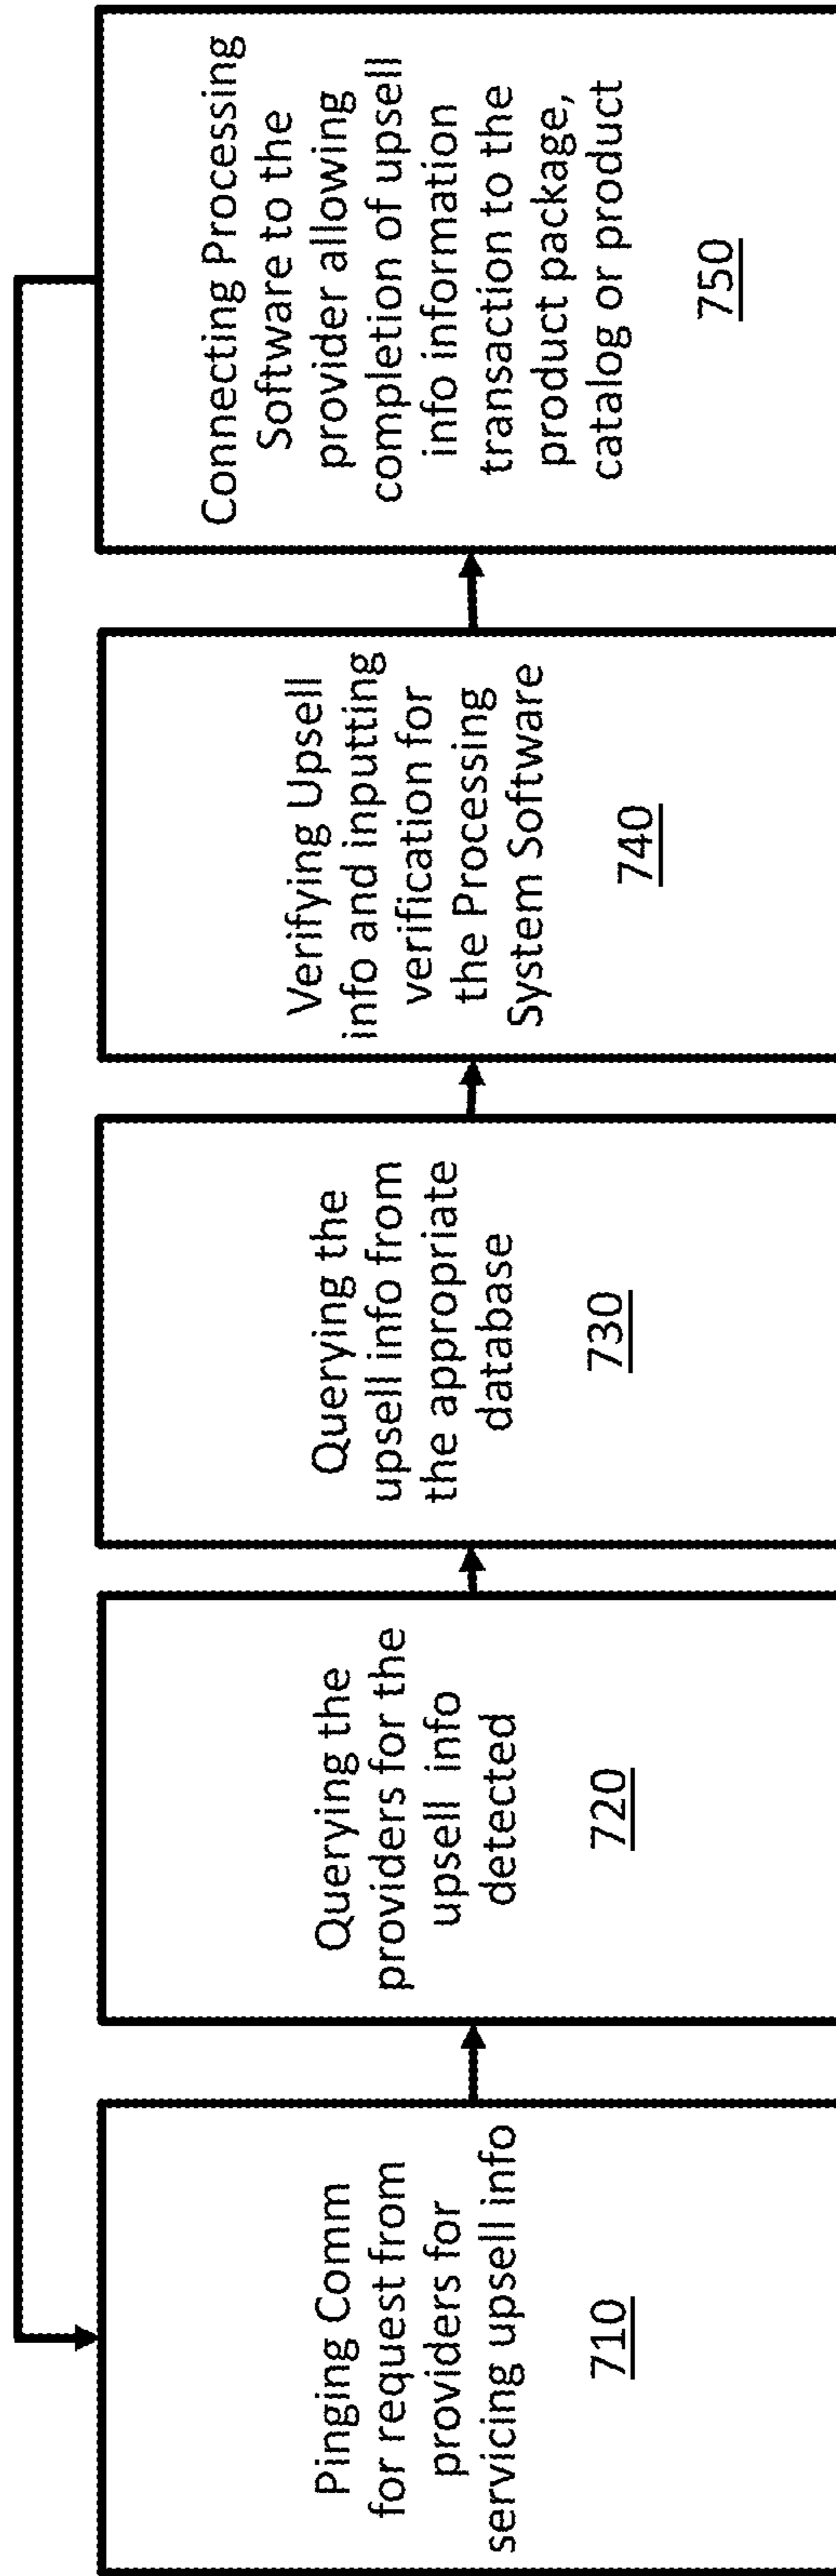 Pinging Comm
for request from
providers for
servicing upsell info
710
Querying the
providers for the
upsell info
detected
720
Querying the
upsell info from
the appropriate
database
730
Verifying Upsell
info and inputting
verification for
the Processing
System Software
740
Connecting Processing
Software to the
provider allowing
completion of upsell
info information
transaction to the
product package,
catalog or product
750